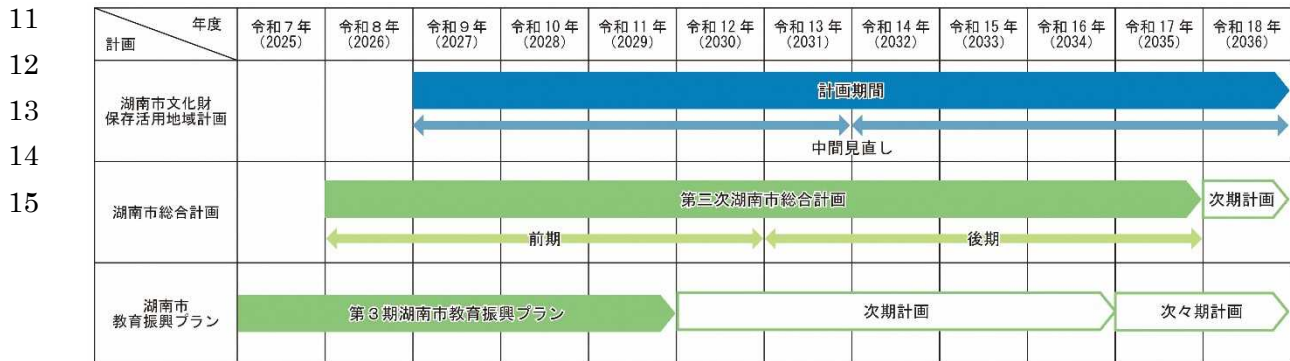 11
12
13
14
15
年度
計画
令和7年
(2025)
令和8年
(2026)
令和9年
(2027)
令和10年
(2028)
令和11年
(2029)
令和12年
(2030)
令和13年
(2031)
令和14年
(2032)
令和15年
(2033)
令和16年
(2034)
令和17年
(2035)
令和18年
(2036)
湖南市文化財
保存活用地域計画
計画期間
中間見直し
湖南市総合計画
第三次湖南市総合計画
次期計画
前期
後期
湖南市
教育振興プラン
第3期湖南市教育振興プラン
次期計画
次々期計画